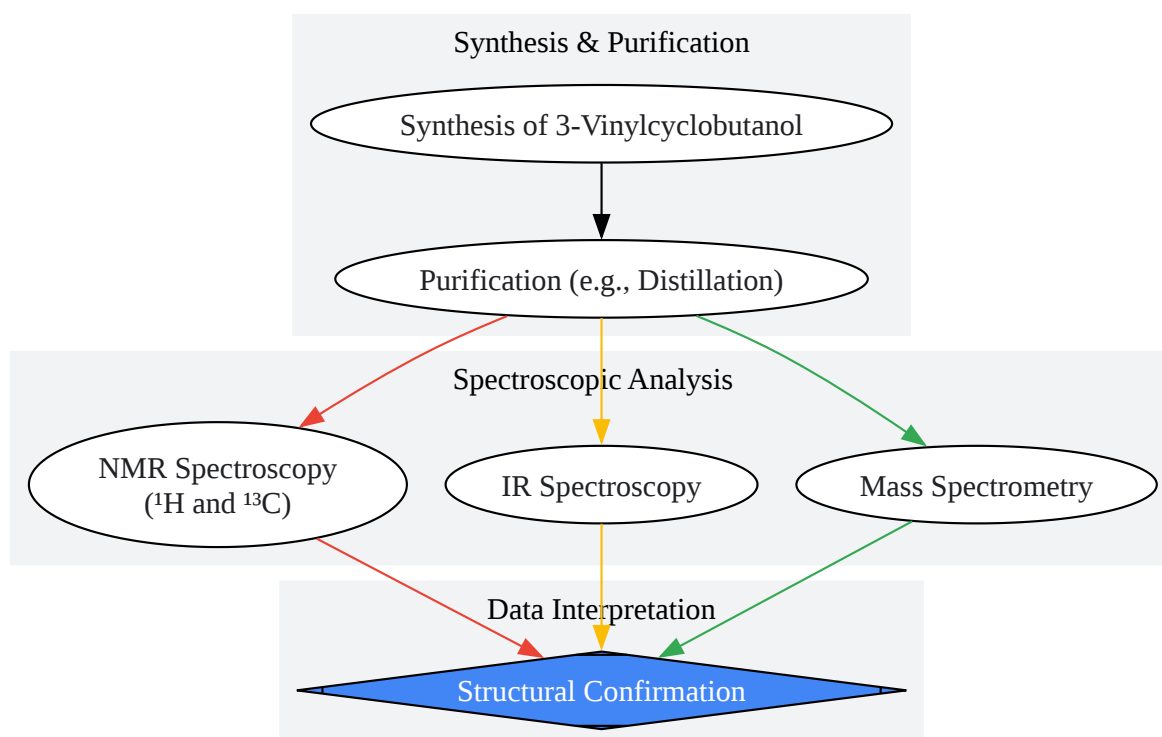 Synthesis & Purification
Synthesis of 3-Vinylcyclobutanol
Purification (e.g., Distillation)
Spectroscopic Analysis
NMR Spectroscopy
(¹H and ¹³C)
IR Spectroscopy
Mass Spectrometry
Data Interpretation
Structural Confirmation